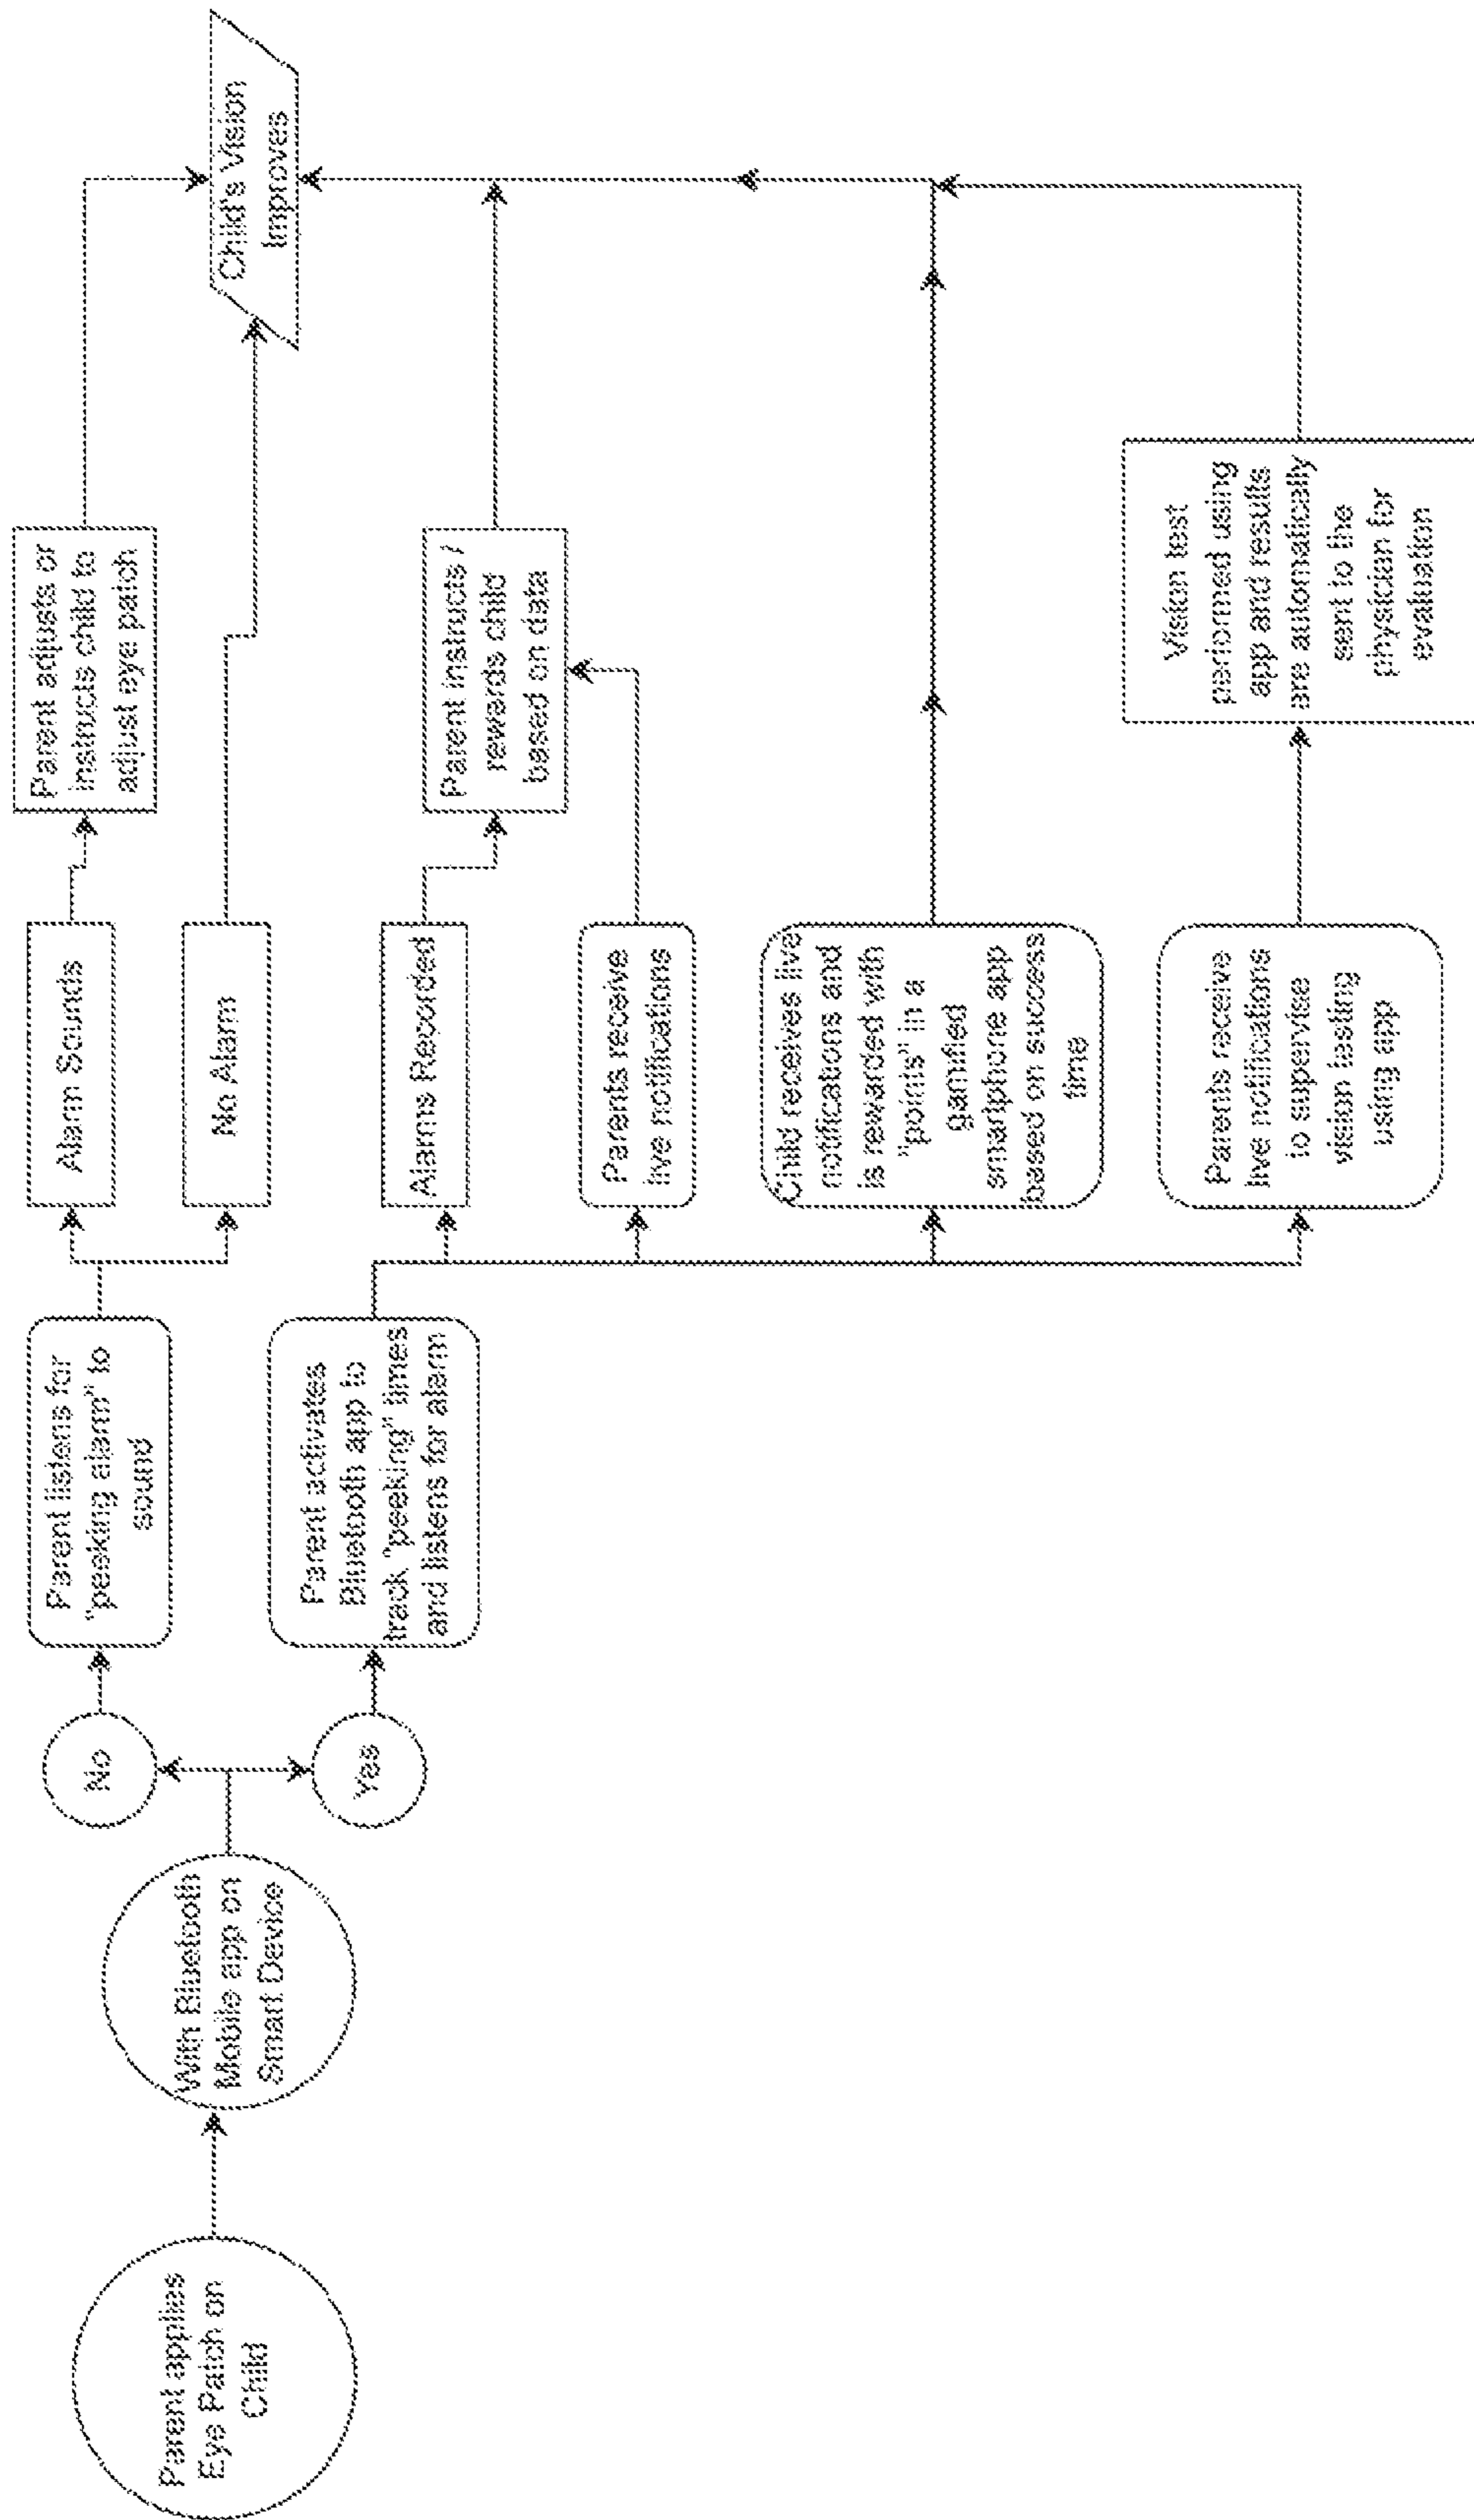 Parent applies
Eye Patch on
Child
With Bluetooth
Mobile app on
Smart Device
No
Yes
Parent listens for
"peeking alarm" to
sound
Parent activates
Bluetooth app to
track "peeking" times
and listens for alarm
Alarm Sounds
No Alarm
Alarms Recorded
Parents receive
live notifications
Child receives live
notifications and
is rewarded with
"points" in a
gamified
smartphone app
based on success
time
Parents receive
live notifications
to supervise
vision testing
using app
Parent adjusts or
instructs child to
adjust eye patch
Parent instructs /
rewards child
based on data
Vision test
performed using
app and results
are automatically
sent to the
physician for
evaluation
Child's Vision
Improves